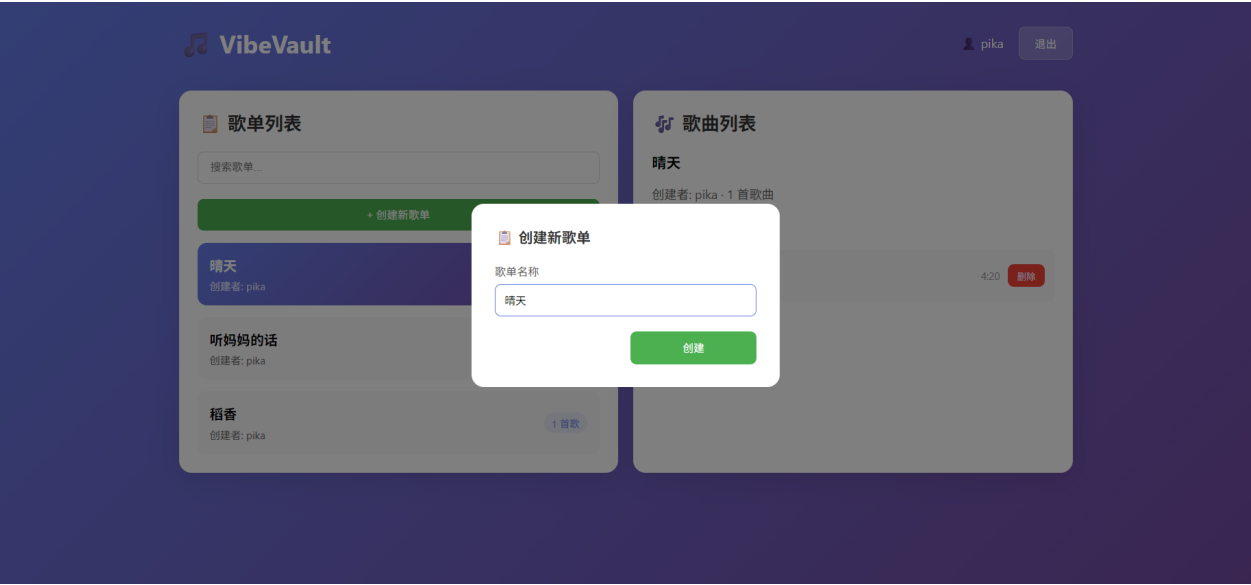 VibeVault
pika
退出
歌单列表
搜索歌单...
+ 创建新歌单
晴天
创建者: pika
听妈妈的话
创建者: pika
稻香
创建者: pika
1 首歌
歌曲列表
晴天
创建者: pika · 1 首歌曲
4:20
删除
创建新歌单
歌单名称
晴天
创建